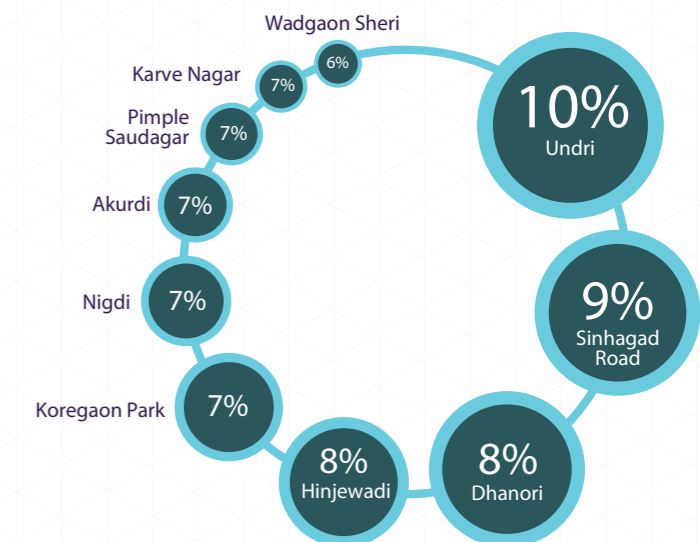 Wadgaon Sheri
6%
10%
Undri
9%
Sinhagad
Road
8%
Dhanori
8%
Hinjewadi
Koregaon Park
7%
Nigdi
7%
Akurdi
7%
Pimple
Saudagar
7%
Karve Nagar
7%